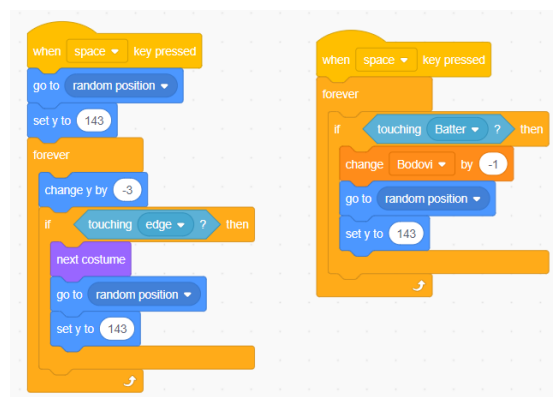 when space key pressed
go to random position
set y to 143
forever
change y by -3
if touching edge ? then
next costume
go to random position
set y to 143
when space key pressed
forever
if touching Batter ? then
change Bodovi by -1
go to random position
set y to 143